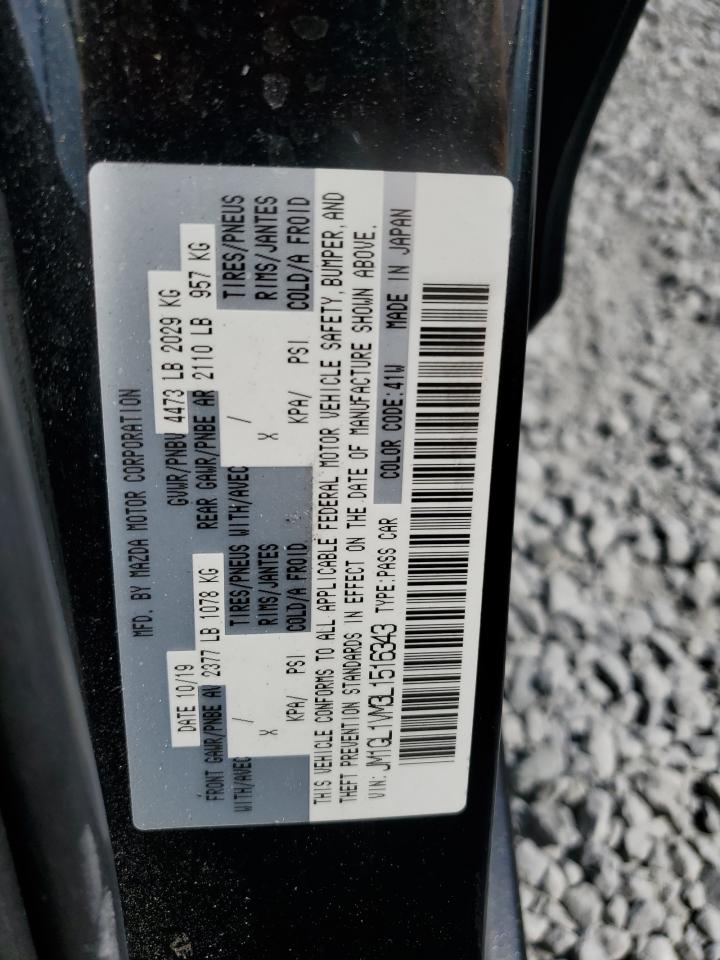 MFD. BY MAZDA MOTOR CORPORATION
DATE 10/19 GVWR/PNBV 4473 LB 2029 KG
FRONT GAWR/PNBE AV 2377 LB 1078 KG REAR GAWR/PNBE AR 2110 LB 957 KG
WITH/AVEC / TIRES/PNEUS WITH/AVEC / TIRES/PNEUS
X RIMS/JANTES X RIMS/JANTES
KPA/ PSI COLD/A FROID KPA/ PSI COLD/A FROID
THIS VEHICLE CONFORMS TO ALL APPLICABLE FEDERAL MOTOR VEHICLE SAFETY, BUMPER, AND
THEFT PREVENTION STANDARDS IN EFFECT ON THE DATE OF MANUFACTURE SHOWN ABOVE.
VIN: JM1GL1WY3L1516343 TYPE:PASS CAR COLOR CODE:41W MADE IN JAPAN